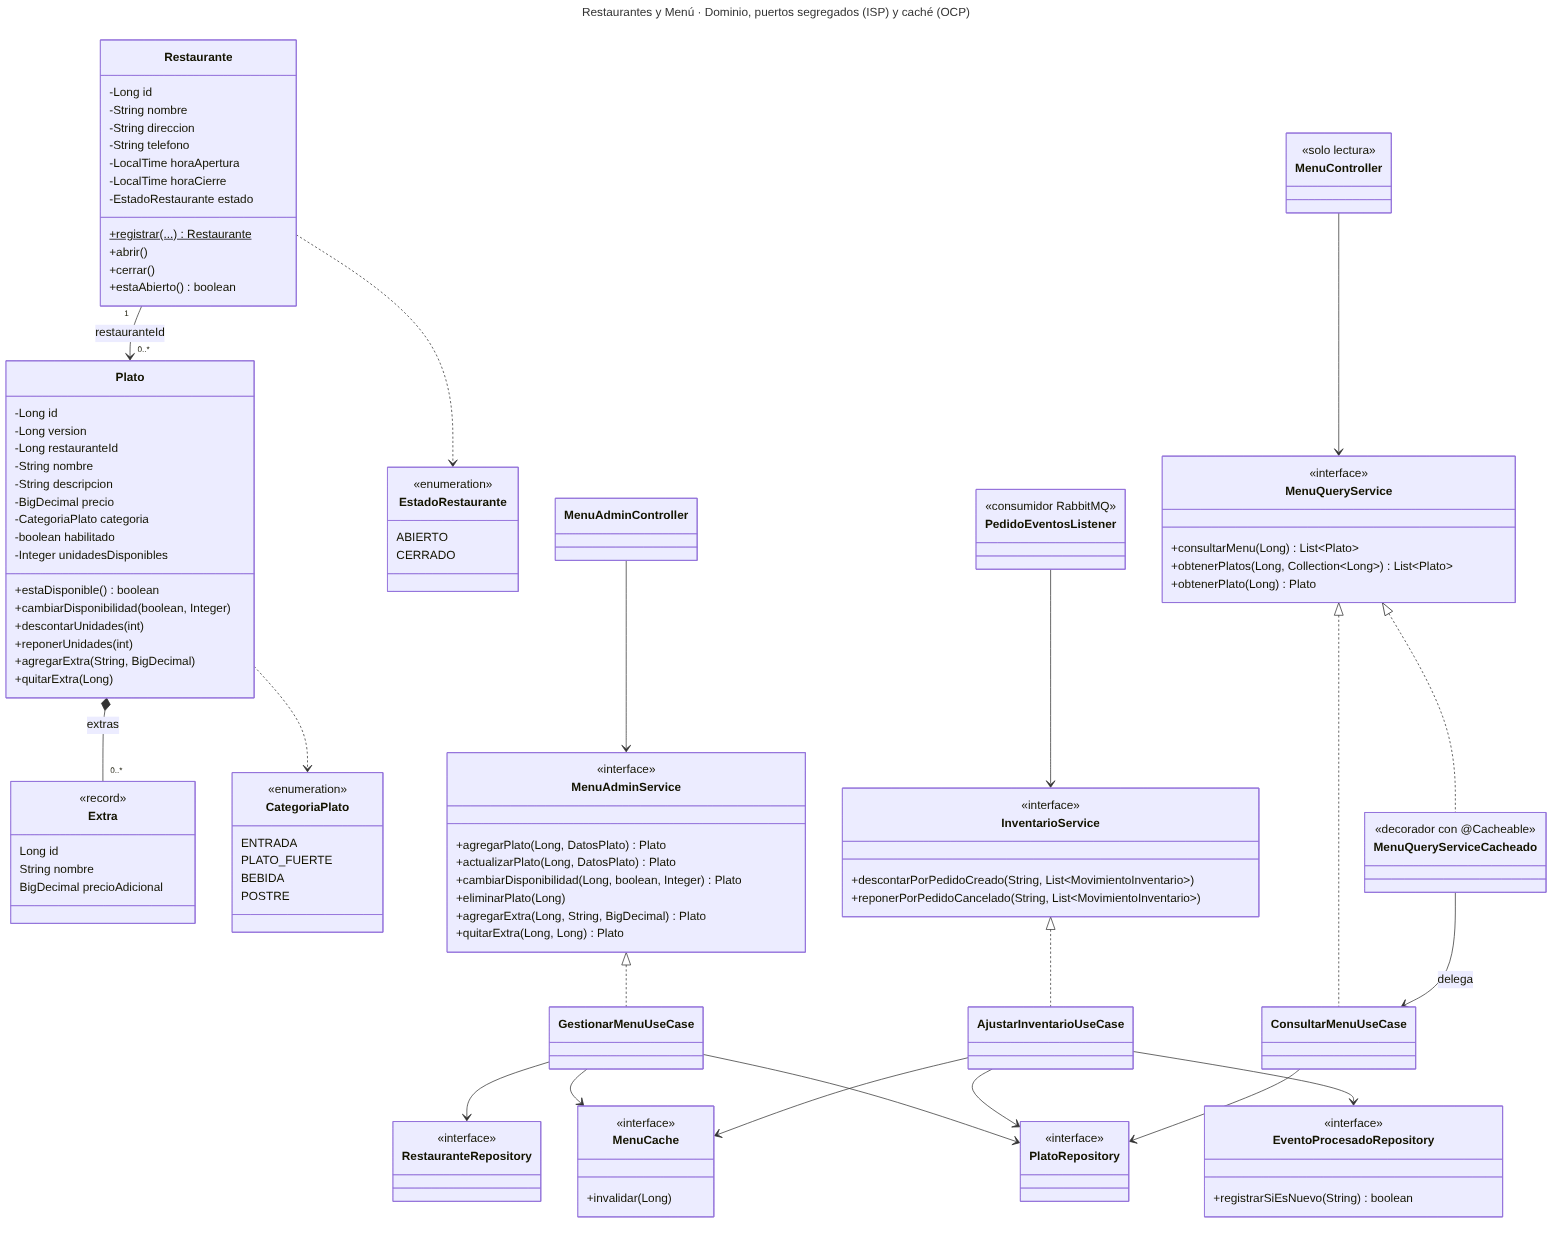 Restaurantes y Menú · Dominio, puertos segregados (ISP) y caché (OCP)
Restaurante
-Long id
-String nombre
-String direccion
-String telefono
-LocalTime horaApertura
-LocalTime horaCierre
-EstadoRestaurante estado
+registrar(...) : Restaurante
+abrir()
+cerrar()
+estaAbierto() : boolean
«solo lectura»
MenuController
1
restauranteId
0..*
Plato
-Long id
-Long version
-Long restauranteId
-String nombre
-String descripcion
-BigDecimal precio
-CategoriaPlato categoria
-boolean habilitado
-Integer unidadesDisponibles
+estaDisponible() : boolean
+cambiarDisponibilidad(boolean, Integer)
+descontarUnidades(int)
+reponerUnidades(int)
+agregarExtra(String, BigDecimal)
+quitarExtra(Long)
«enumeration»
EstadoRestaurante
ABIERTO
CERRADO
MenuAdminController
«consumidor RabbitMQ»
PedidoEventosListener
«interface»
MenuQueryService
+consultarMenu(Long) : List<Plato>
+obtenerPlatos(Long, Collection<Long>) : List<Plato>
+obtenerPlato(Long) : Plato
extras
0..*
«record»
Extra
Long id
String nombre
BigDecimal precioAdicional
«enumeration»
CategoriaPlato
ENTRADA
PLATO_FUERTE
BEBIDA
POSTRE
«interface»
MenuAdminService
+agregarPlato(Long, DatosPlato) : Plato
+actualizarPlato(Long, DatosPlato) : Plato
+cambiarDisponibilidad(Long, boolean, Integer) : Plato
+eliminarPlato(Long)
+agregarExtra(Long, String, BigDecimal) : Plato
+quitarExtra(Long, Long) : Plato
«interface»
InventarioService
+descontarPorPedidoCreado(String, List<MovimientoInventario>)
+reponerPorPedidoCancelado(String, List<MovimientoInventario>)
«decorador con @Cacheable»
MenuQueryServiceCacheado
delega
GestionarMenuUseCase
AjustarInventarioUseCase
ConsultarMenuUseCase
«interface»
RestauranteRepository
«interface»
MenuCache
+invalidar(Long)
«interface»
PlatoRepository
«interface»
EventoProcesadoRepository
+registrarSiEsNuevo(String) : boolean